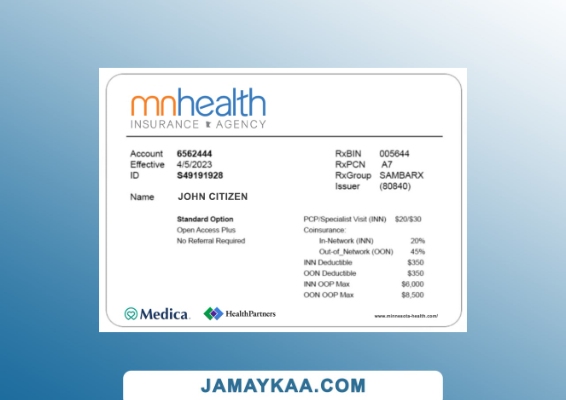 mnhealth
INSURANCE AGENCY
Account 6562444
Effective 4/5/2023
ID S49191928
Name JOHN CITIZEN
RxBIN 005644
RxPCN A7
RxGroup SAMBARX
Issuer (80840)
Standard Option
Open Access Plus
No Referral Required
PCP/Specialist Visit (INN) $20/$30
Coinsurance:
In-Network (INN) 20%
Out-of_Network (OON) 45%
INN Deductible $350
OON Deductible $350
INN OOP Max $6,000
OON OOP Max $8,500
Medica.
HealthPartners
www.minnesota-health.com/
JAMAYKAA.COM